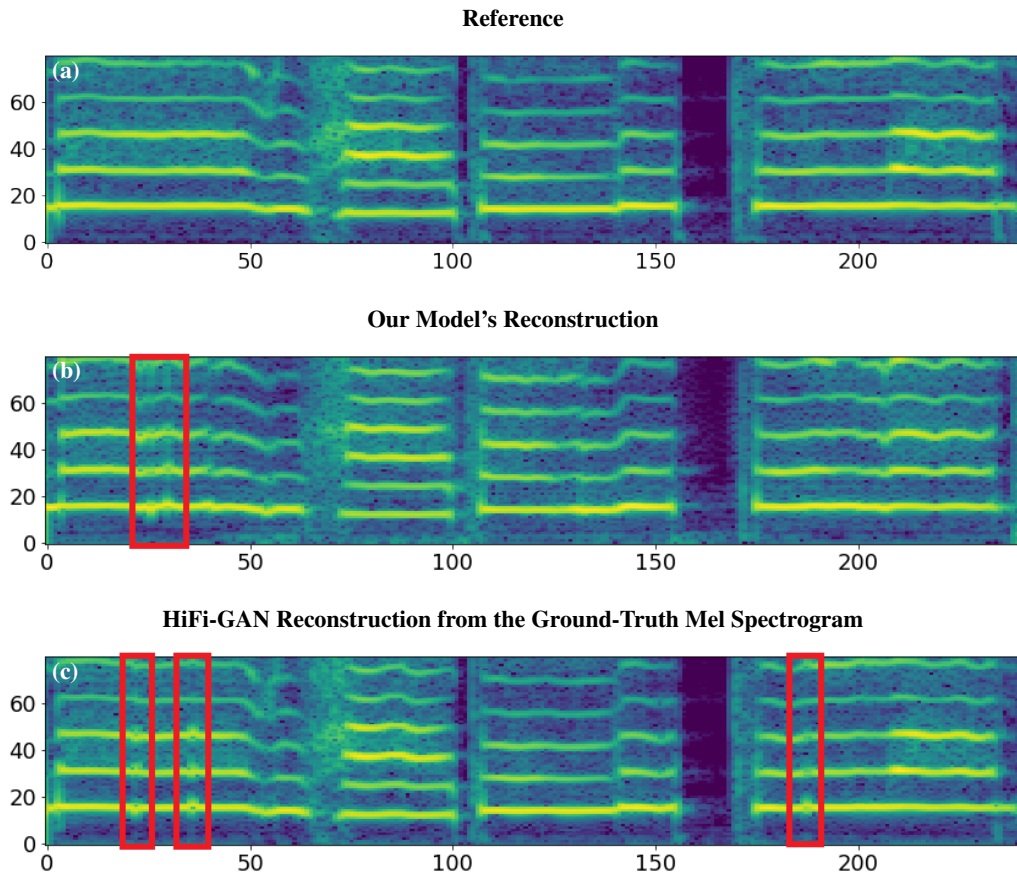 Reference
(a)
60
40
20
0
0 50 100 150 200
Our Model's Reconstruction
(b)
60
40
20
0
0 50 100 150 200
HiFi-GAN Reconstruction from the Ground-Truth Mel Spectrogram
(c)
60
40
20
0
0 50 100 150 200